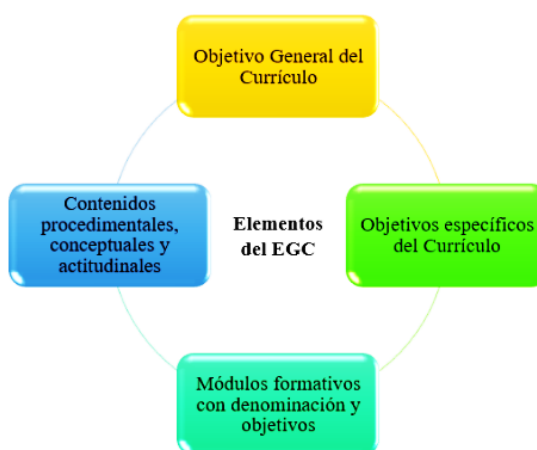 Objetivo General del
Currículo
Contenidos
procedimentales,
conceptuales y
actitudinales
Elementos
del EGC
Objetivos específicos
del Currículo
Módulos formativos
con denominación y
objetivos